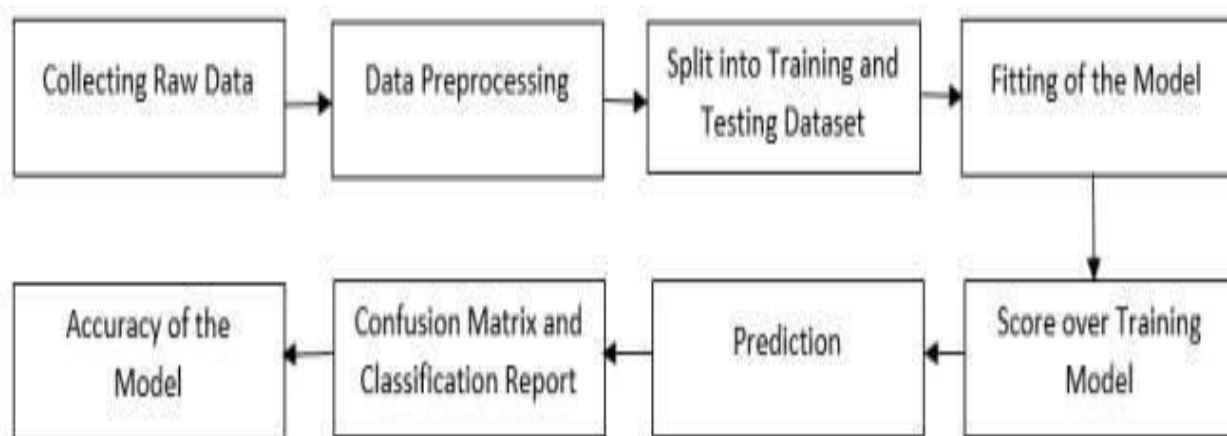 Collecting Raw Data
Data Preprocessing
Split into Training and
Testing Dataset
Fitting of the Model
Score over Training
Model
Prediction
Confusion Matrix and
Classification Report
Accuracy of the
Model